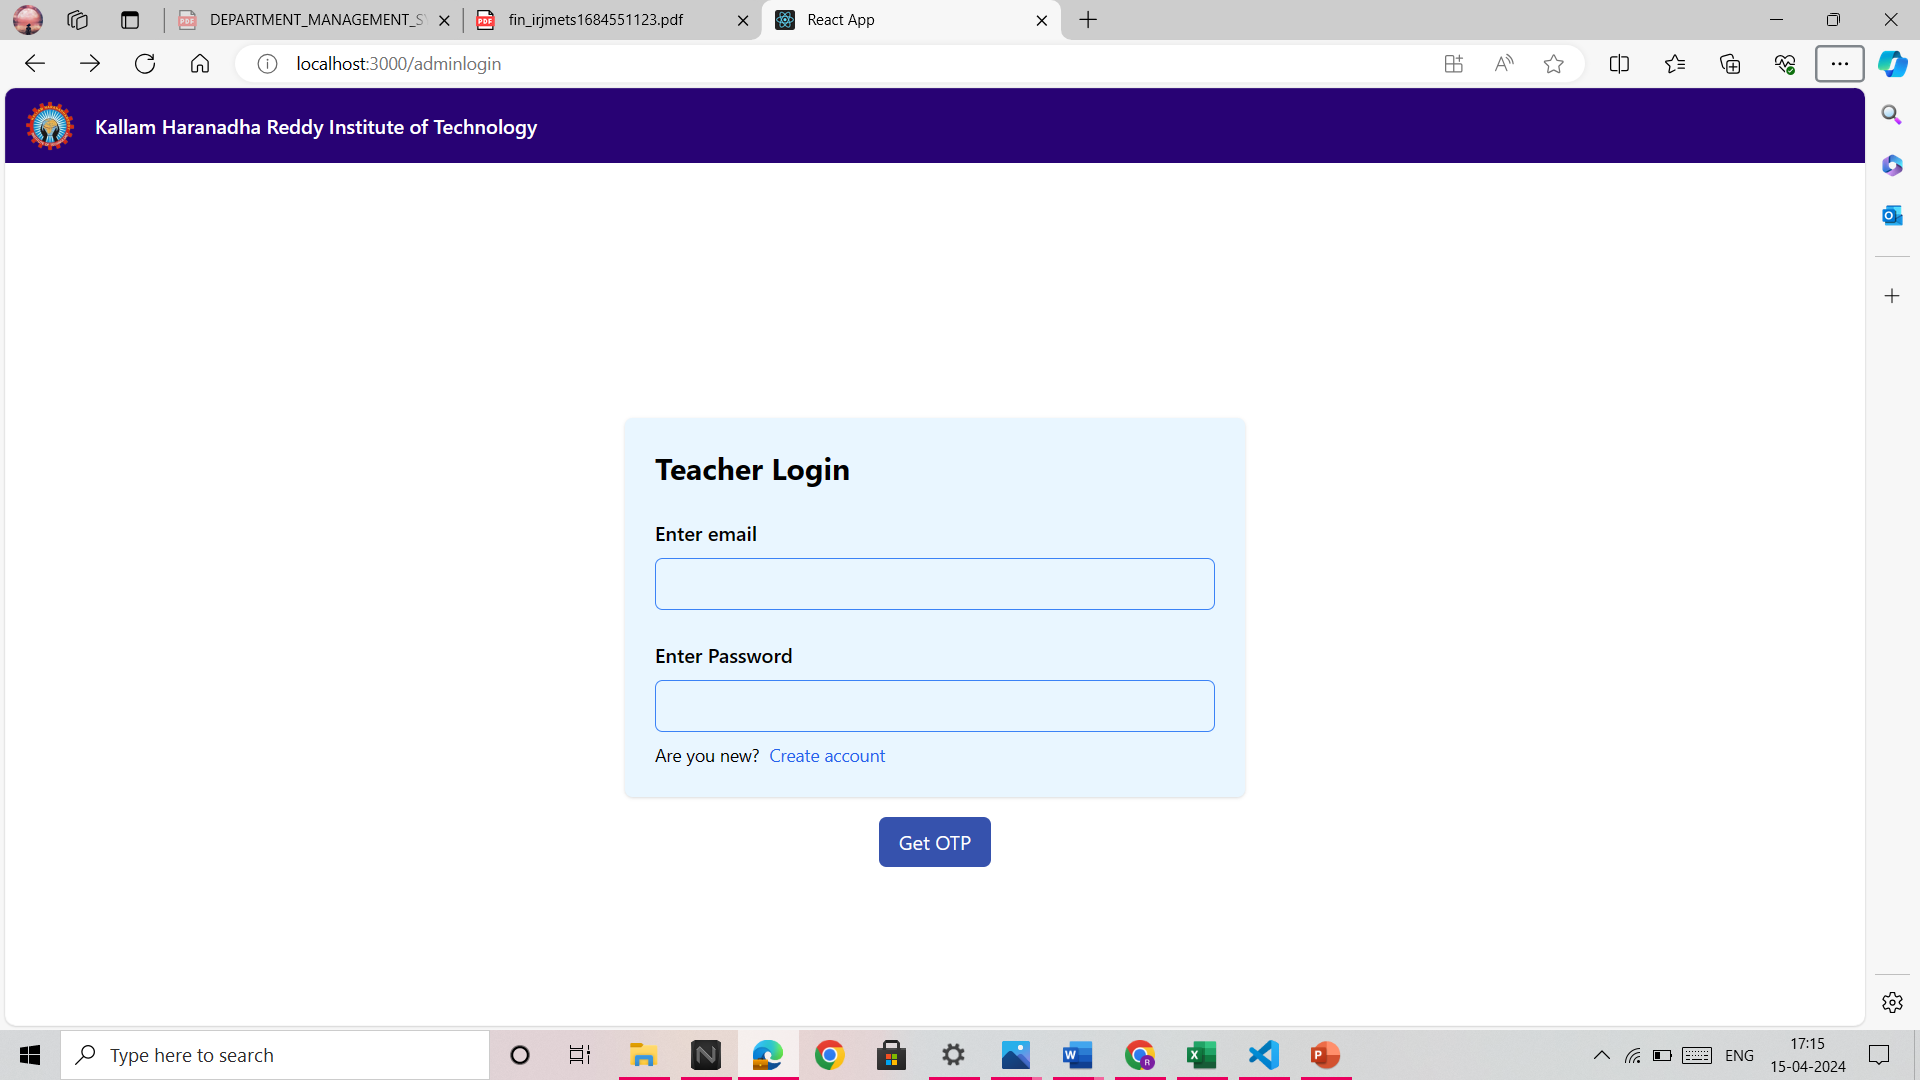 DEPARTMENT_MANAGEMENT_SY
fin_irjmets1684551123.pdf
React App
localhost:3000/adminlogin
Kallam Haranadha Reddy Institute of Technology
Teacher Login
Enter email
Enter Password
Are you new? Create account
Get OTP
Type here to search
ENG
17:15
15-04-2024